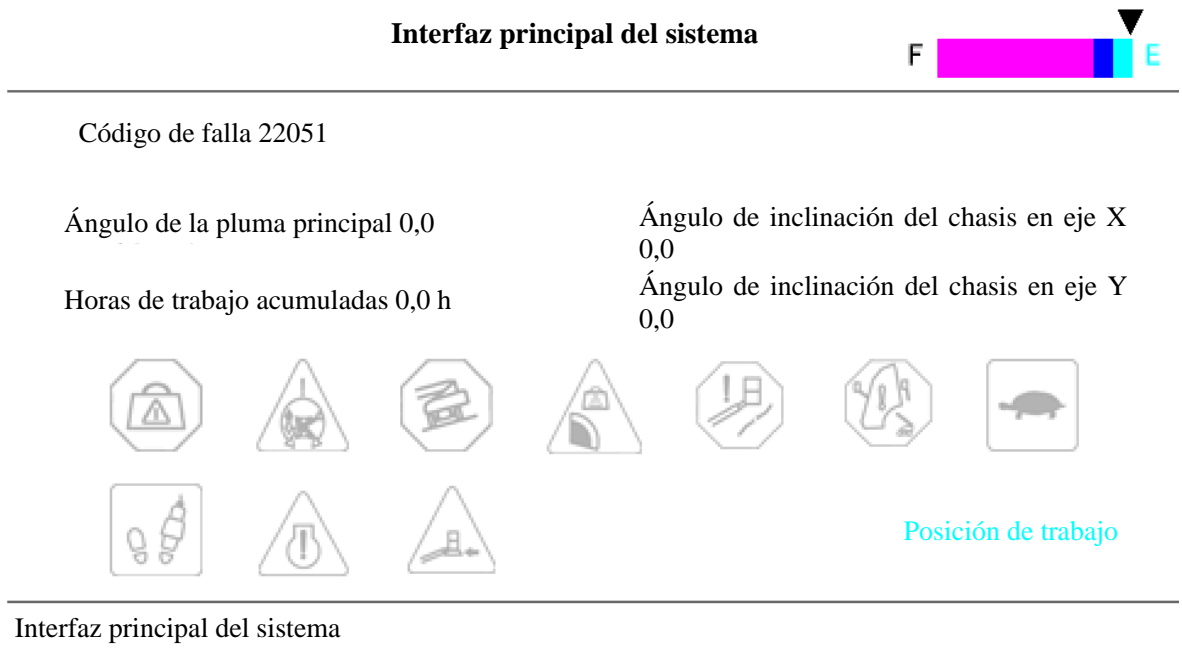 Interfaz principal del sistema
F E
Código de falla 22051
Ángulo de la pluma principal 0,0
Ángulo de inclinación del chasis en eje X
0,0
Horas de trabajo acumuladas 0,0 h
Ángulo de inclinación del chasis en eje Y
0,0
Posición de trabajo
Interfaz principal del sistema